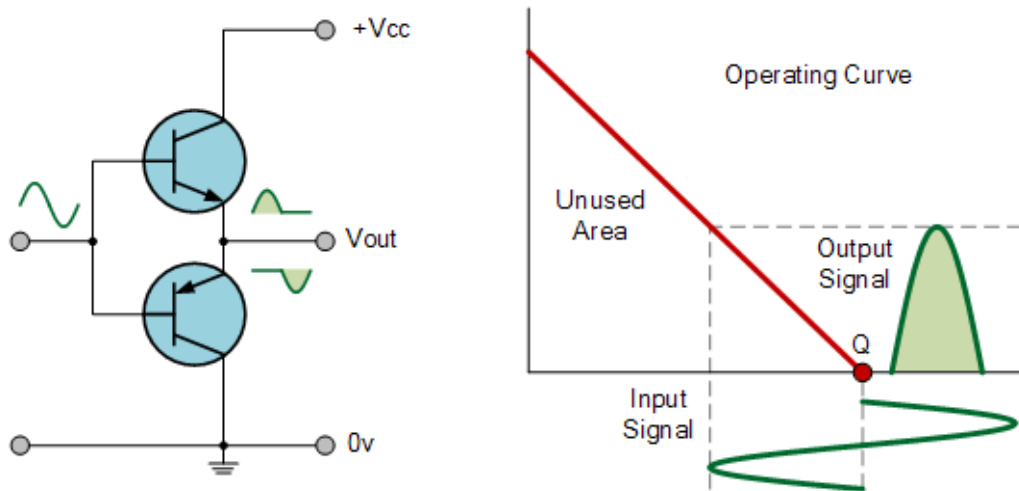 +Vcc
Vout
0v
Operating Curve
Unused
Area
Output
Signal
Q
Input
Signal